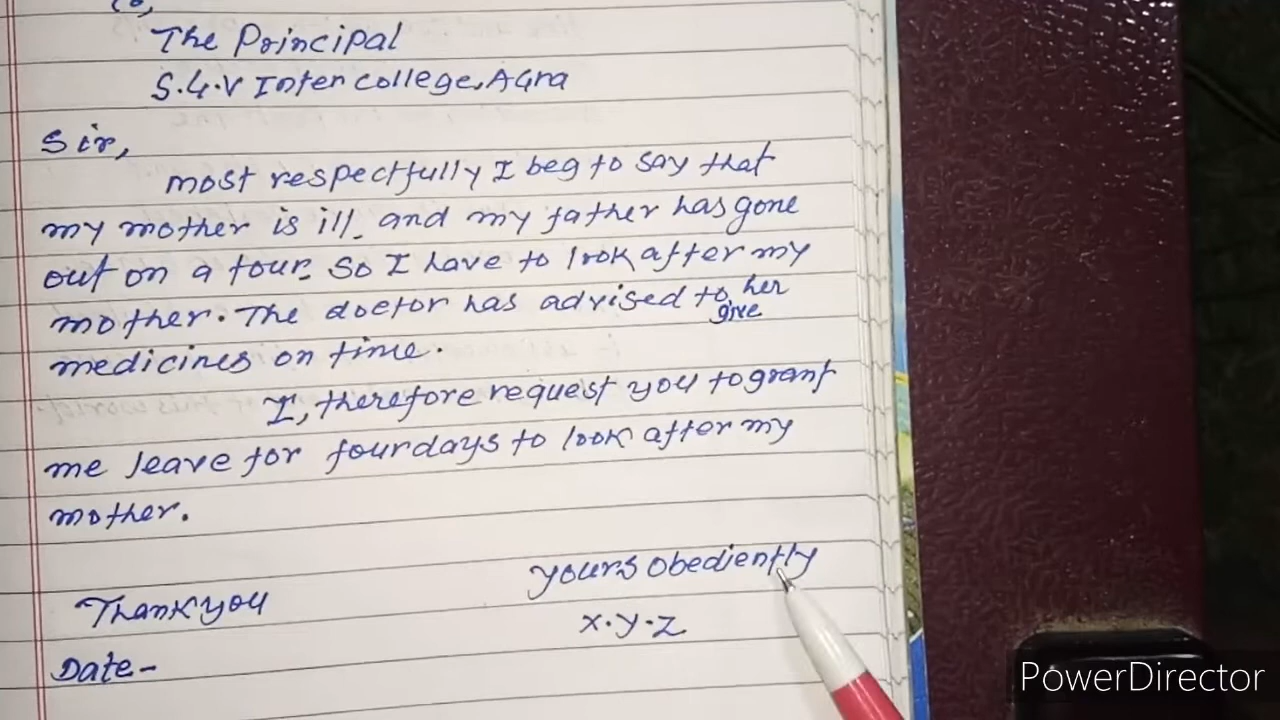 To,
The Principal
S.G.V Inter college, AGra
Sir,
most respectfully I beg to say that
my mother is ill and my father has gone
out on a tour. So I have to look after my
mother. The doctor has advised to give her
medicines on time.
I, therefore request you to grant
me leave for four days to look after my
mother.
Yours obediently
Thank you
x.y.z
Date-
PowerDirector